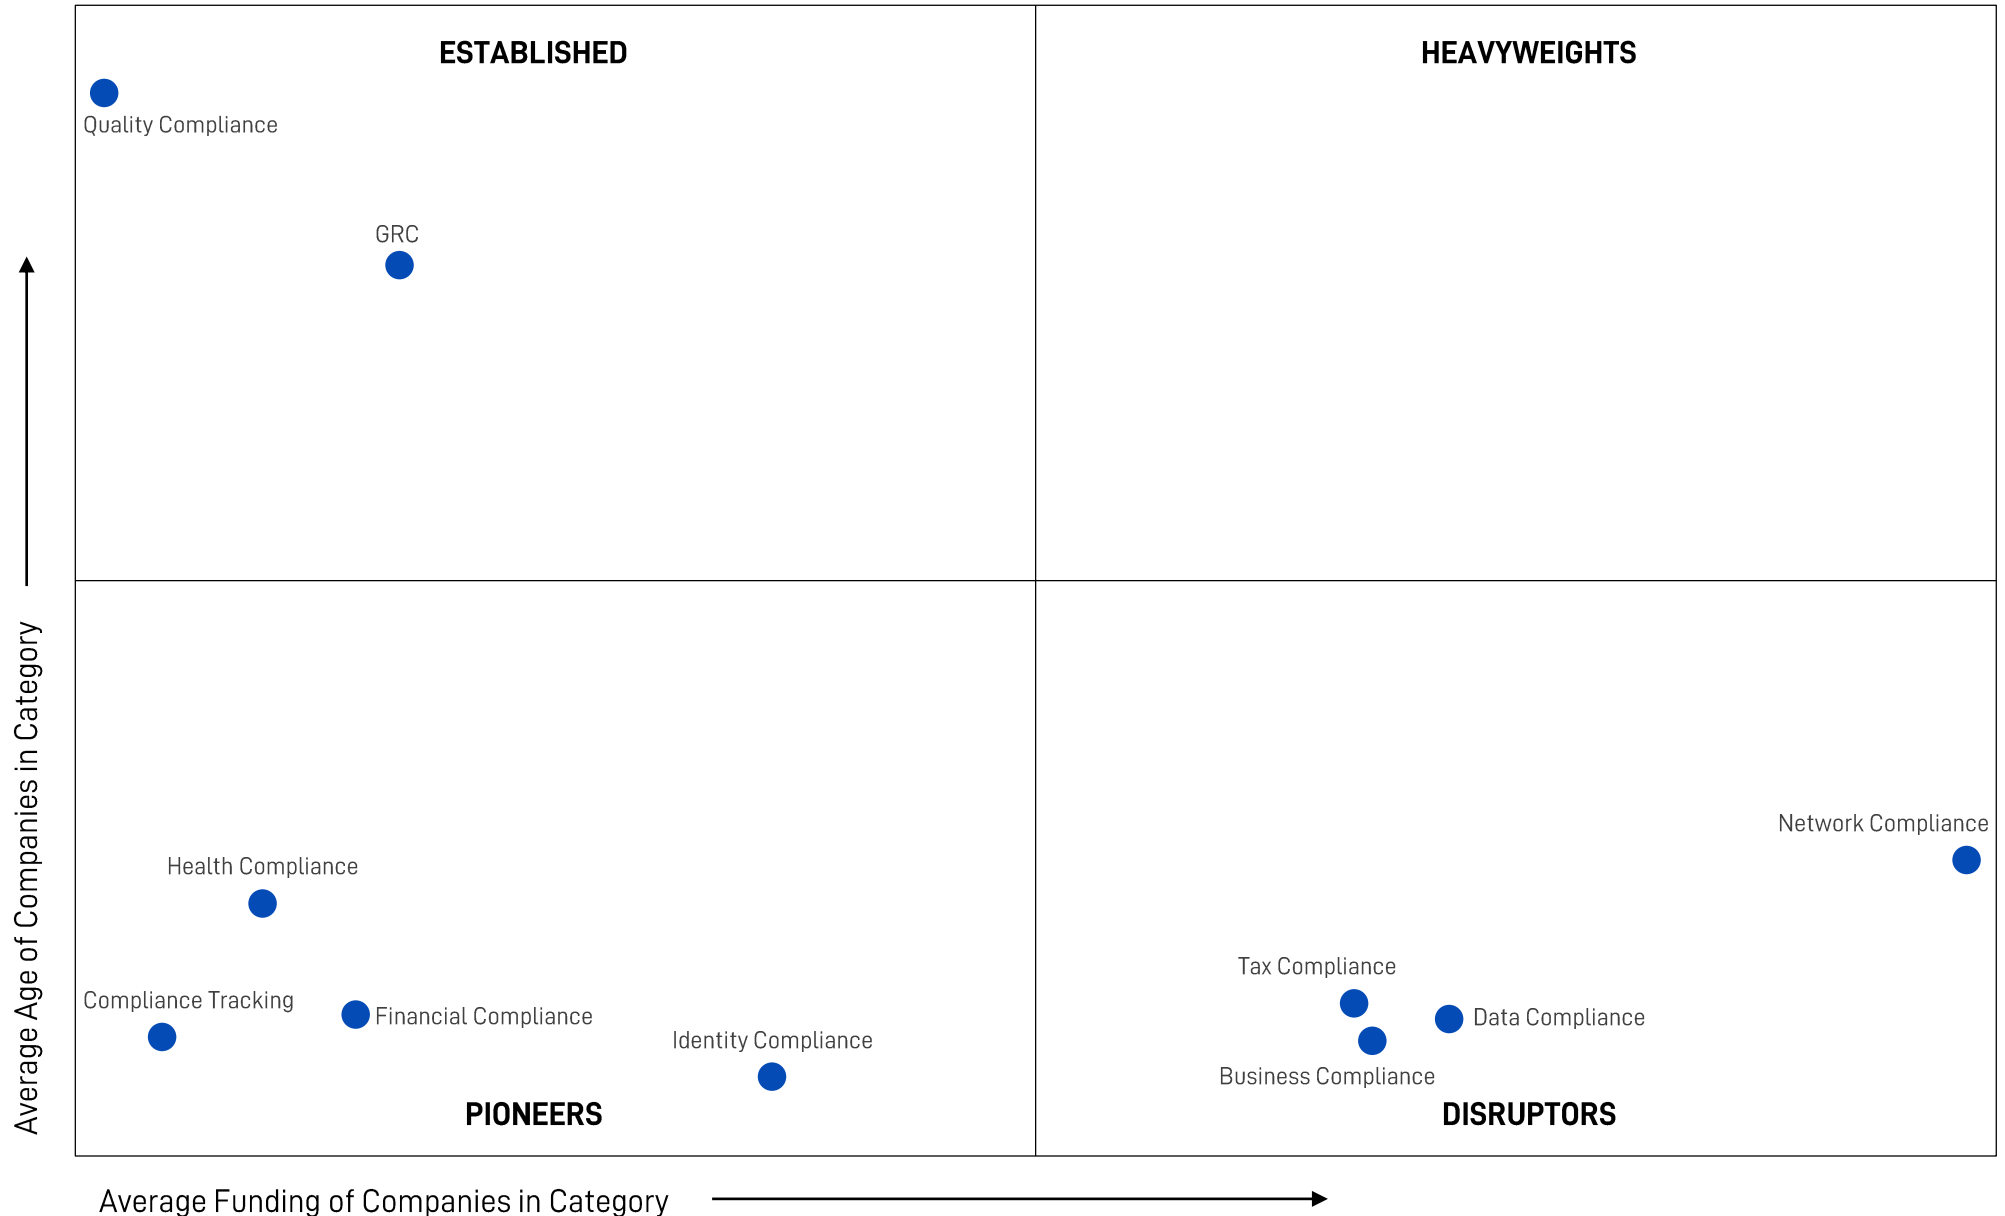 ESTABLISHED
HEAVYWEIGHTS
Quality Compliance
GRC
Average Age of Companies in Category
Network Compliance
Health Compliance
Tax Compliance
Compliance Tracking
Financial Compliance
Data Compliance
Identity Compliance
Business Compliance
PIONEERS
DISRUPTORS
Average Funding of Companies in Category